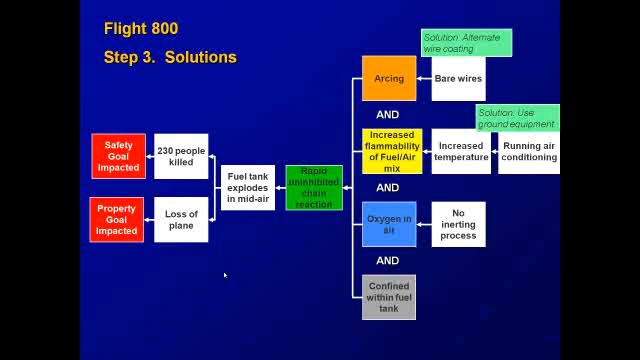 Flight 800
Step 3. Solutions
Solution: Alternate
wire coating
Arcing
Bare wires
AND
Solution: Use
ground equipment
Safety
Goal
Impacted
230 people
killed
Fuel tank
explodes
in mid-air
Rapid
uninhibited
chain
reaction
Increased
flammability
of Fuel/Air
mix
Increased
temperature
Running air
conditioning
AND
Property
Goal
Impacted
Loss of
plane
Oxygen in
air
No
inerting
process
AND
Confined
within fuel
tank